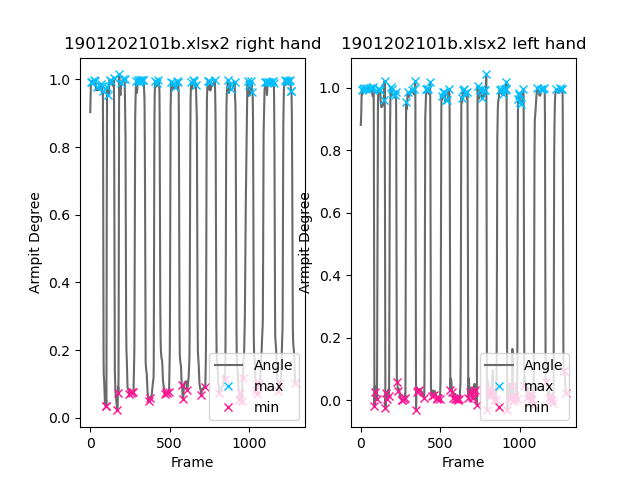 1901202101b.xlsx2 right hand
1901202101b.xlsx2 left hand
Armpit Degree
1.0
0.8
0.6
0.4
0.2
0.0
0
500
1000
Frame
Angle
max
min
Armpit Degree
1.0
0.8
0.6
0.4
0.2
0.0
0
500
1000
Frame
Angle
max
min